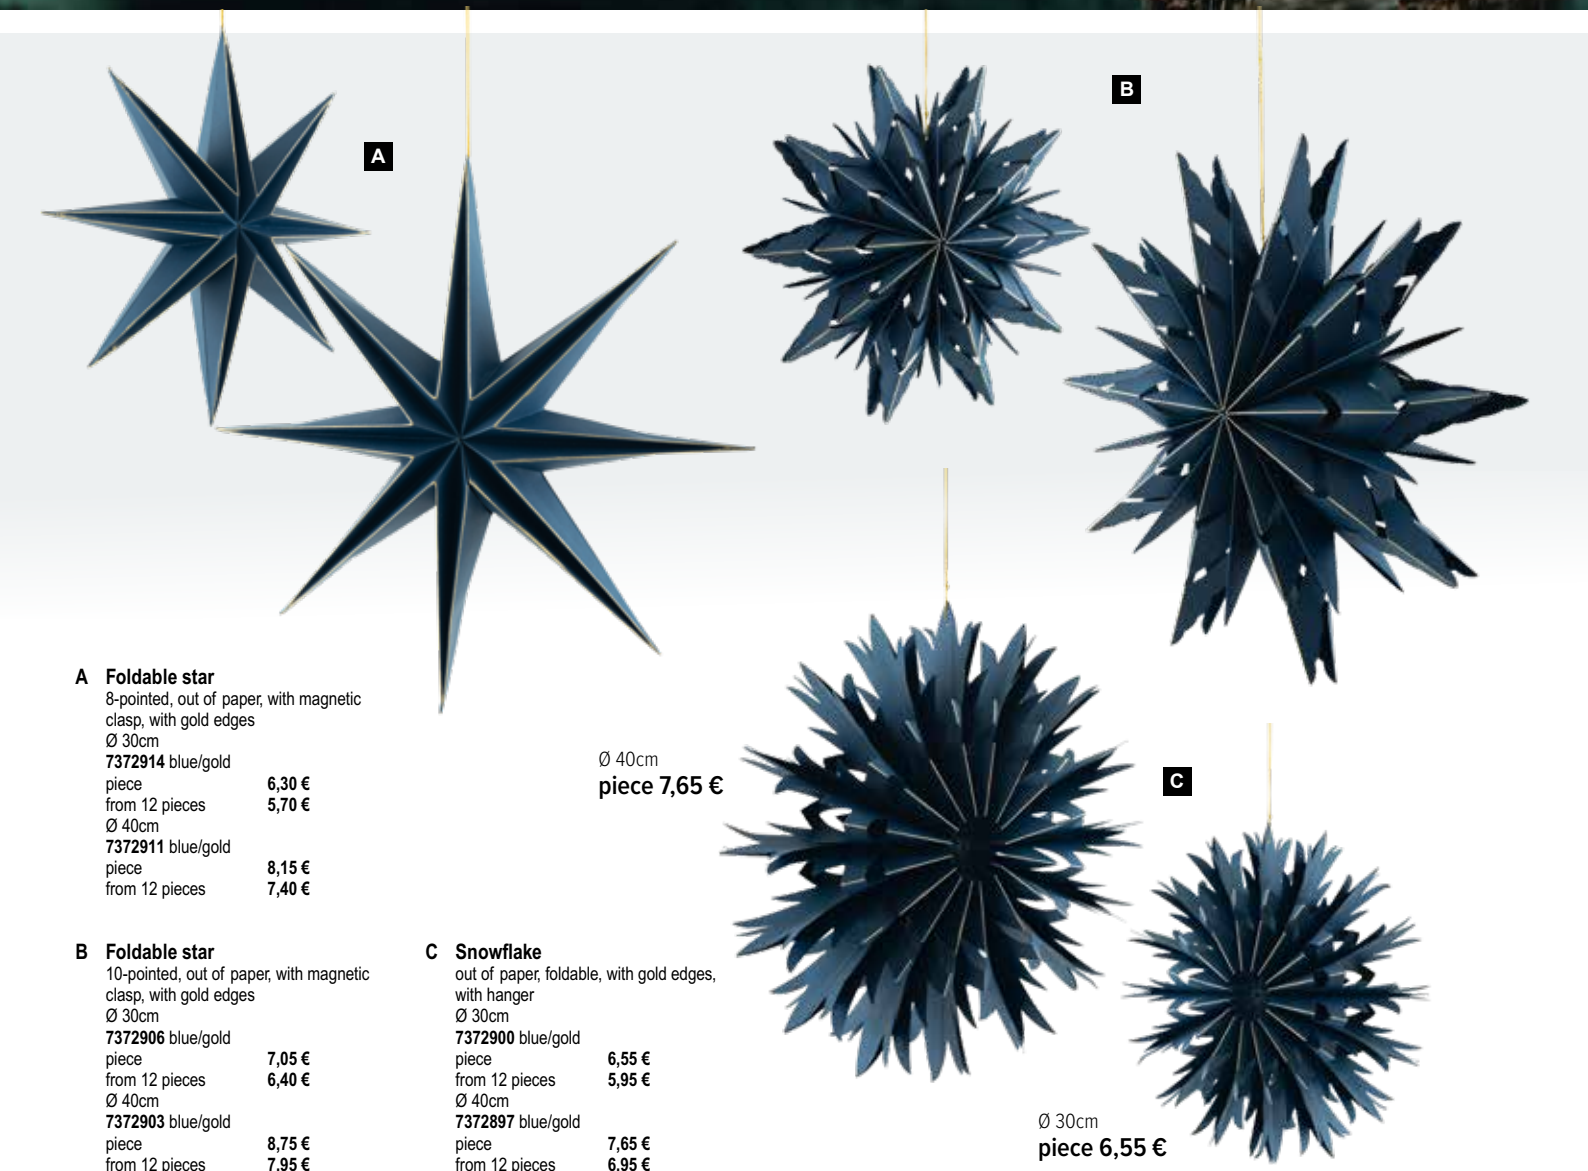 A
B
A Foldable star
8-pointed, out of paper, with magnetic
clasp, with gold edges
Ø 30cm
7372914 blue/gold
piece 6,30 €
from 12 pieces 5,70 €
Ø 40cm
7372911 blue/gold
piece 8,15 €
from 12 pieces 7,40 €
Ø 40cm
piece 7,65 €
C
B Foldable star
10-pointed, out of paper, with magnetic
clasp, with gold edges
Ø 30cm
7372906 blue/gold
piece 7,05 €
from 12 pieces 6,40 €
Ø 40cm
7372903 blue/gold
piece 8,75 €
from 12 pieces 7,95 €
C Snowflake
out of paper, foldable, with gold edges,
with hanger
Ø 30cm
7372900 blue/gold
piece 6,55 €
from 12 pieces 5,95 €
Ø 40cm
7372897 blue/gold
piece 7,65 €
from 12 pieces 6,95 €
Ø 30cm
piece 6,55 €